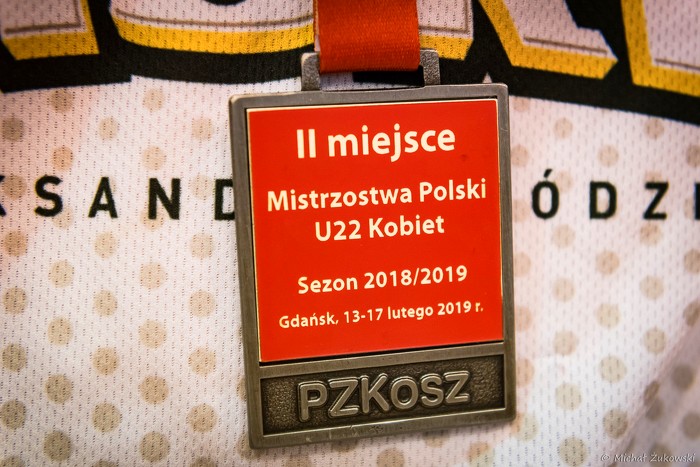 II miejsce
KSAND ÓDZK
Mistrzostwa Polski
U22 Kobiet
Sezon 2018/2019
Gdańsk, 13-17 lutego 2019 r.
PZKOSZ
© Michał Żukowski